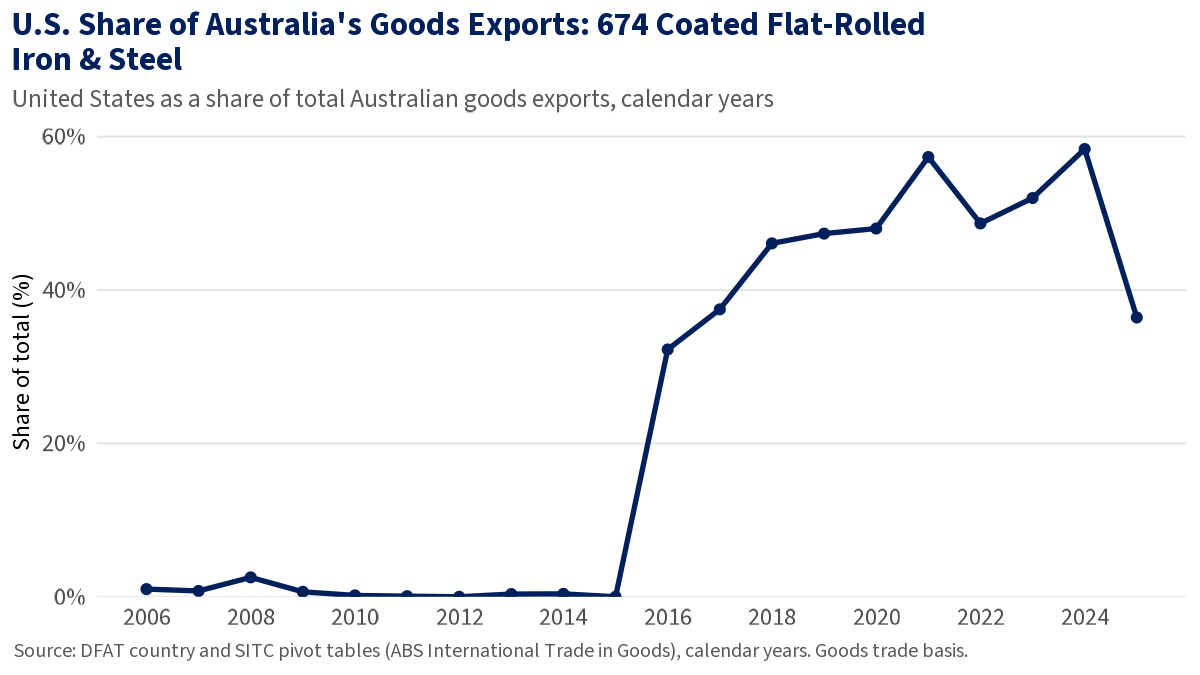 U.S. Share of Australia's Goods Exports: 674 Coated Flat-Rolled
Iron & Steel
United States as a share of total Australian goods exports, calendar years
60%
40%
20%
0%
Share of total (%)
2006 2008 2010 2012 2014 2016 2018 2020 2022 2024
Source: DFAT country and SITC pivot tables (ABS International Trade in Goods), calendar years. Goods trade basis.